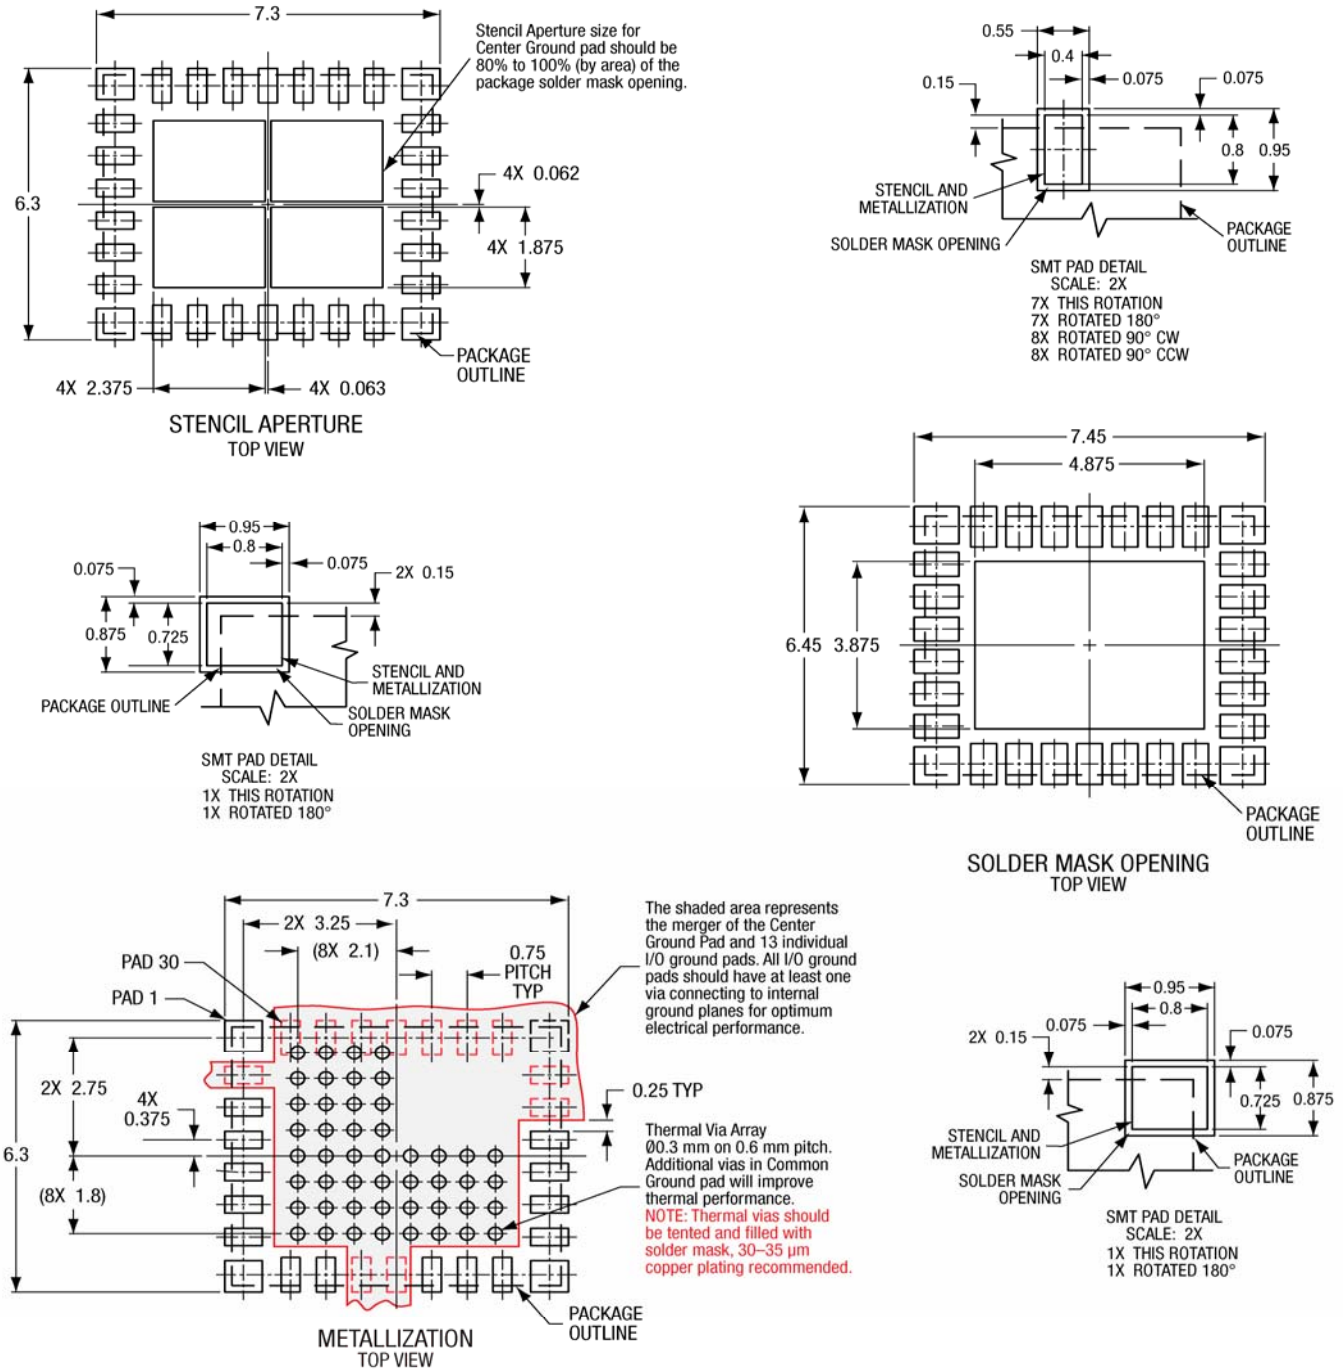 7.3
Stencil Aperture size for
Center Ground pad should be
80% to 100% (by area) of the
package solder mask opening.
6.3
4X 0.062
4X 1.875
PACKAGE
OUTLINE
4X 2.375
4X 0.063
STENCIL APERTURE
TOP VIEW
0.55
0.4
0.15
0.075
0.075
0.8
0.95
STENCIL AND
METALLIZATION
SOLDER MASK OPENING
PACKAGE
OUTLINE
SMT PAD DETAIL
SCALE: 2X
7X THIS ROTATION
7X ROTATED 180°
8X ROTATED 90° CW
8X ROTATED 90° CCW
0.95
0.8
0.075
0.075
2X 0.15
0.875
0.725
STENCIL AND
METALLIZATION
PACKAGE OUTLINE
SOLDER MASK
OPENING
SMT PAD DETAIL
SCALE: 2X
1X THIS ROTATION
1X ROTATED 180°
7.45
4.875
6.45
3.875
PACKAGE
OUTLINE
SOLDER MASK OPENING
TOP VIEW
7.3
2X 3.25
(8X 2.1)
0.75
PITCH
TYP
PAD 30
PAD 1
The shaded area represents
the merger of the Center
Ground Pad and 13 individual
I/O ground pads. All I/O ground
pads should have at least one
via connecting to internal
ground planes for optimum
electrical performance.
2X 2.75
4X
0.375
6.3
(8X 1.8)
0.25 TYP
Thermal Via Array
Ø0.3 mm on 0.6 mm pitch.
Additional vias in Common
Ground pad will improve
thermal performance.
NOTE: Thermal vias should
be tented and filled with
solder mask, 30–35 µm
copper plating recommended.
PACKAGE
OUTLINE
METALLIZATION
TOP VIEW
0.95
0.8
2X 0.15
0.075
0.075
0.725
0.875
STENCIL AND
METALLIZATION
SOLDER MASK
OPENING
PACKAGE
OUTLINE
SMT PAD DETAIL
SCALE: 2X
1X THIS ROTATION
1X ROTATED 180°